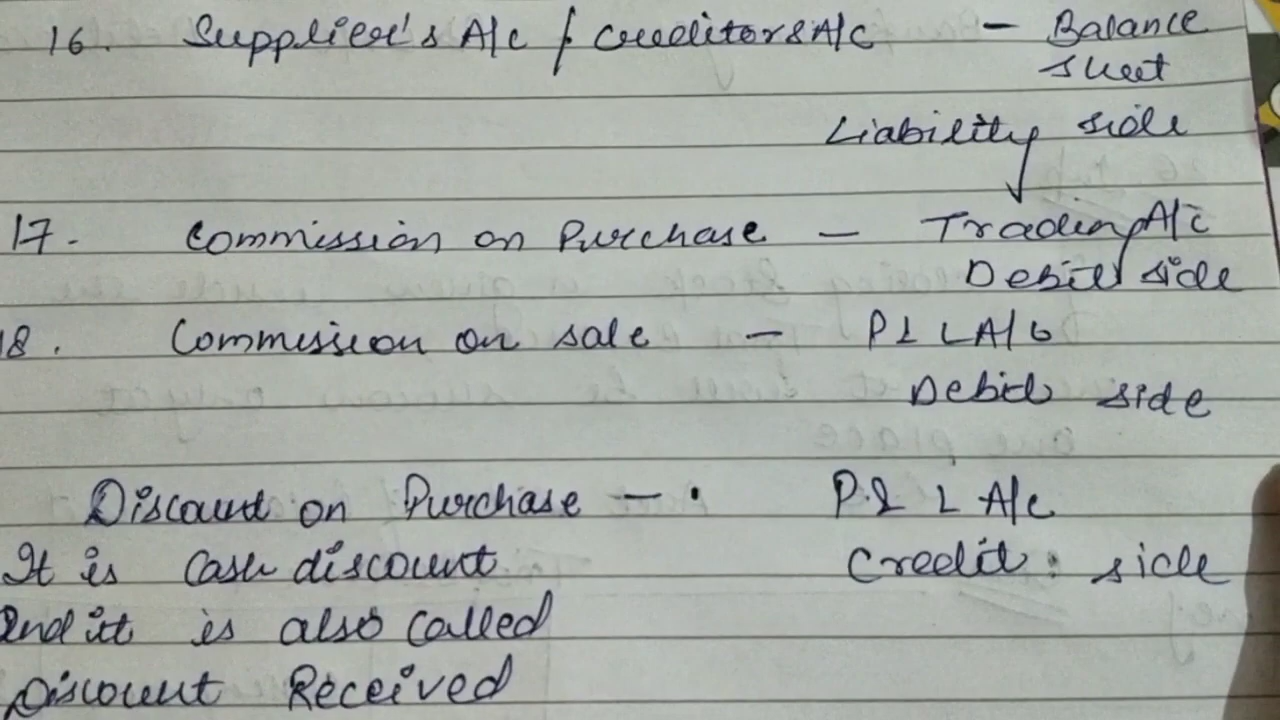 16. Supplier's A/c / Creditors A/c — Balance
sheet
Liability side
17. Commission on Purchase — Trading A/c
Debit side
18. Commission on sale — P & L A/c
Debit side
Discount on Purchase — . P & L A/c
It is Cash discount Credit side
And it is also called
Discount Received